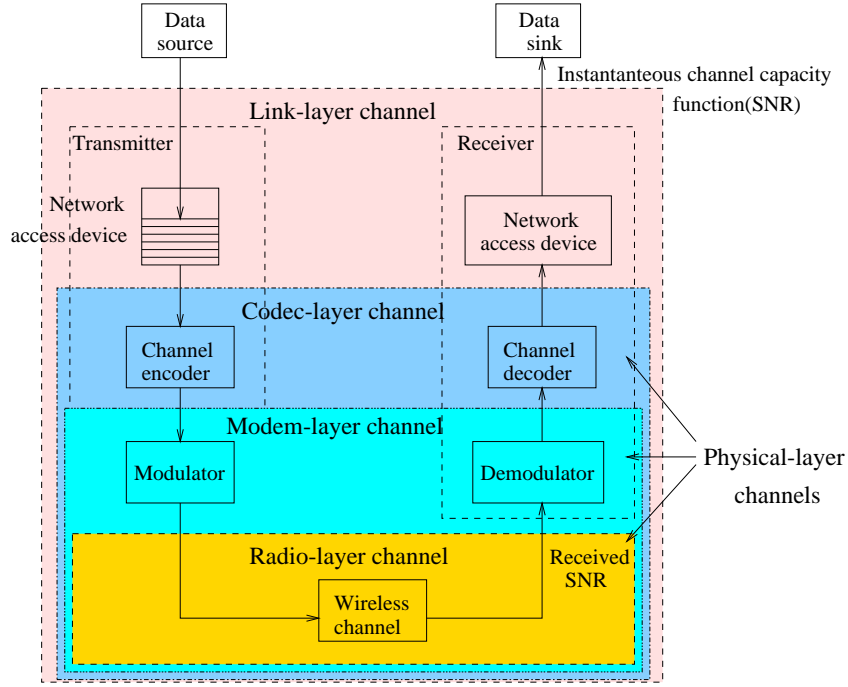 Data
source
Data
sink
Instantaneous channel capacity
function(SNR)
Link-layer channel
Transmitter
Receiver
Network
access device
Network
access device
Codec-layer channel
Channel
encoder
Channel
decoder
Modem-layer channel
Modulator
Demodulator
Physical-layer
channels
Radio-layer channel
Received
SNR
Wireless
channel